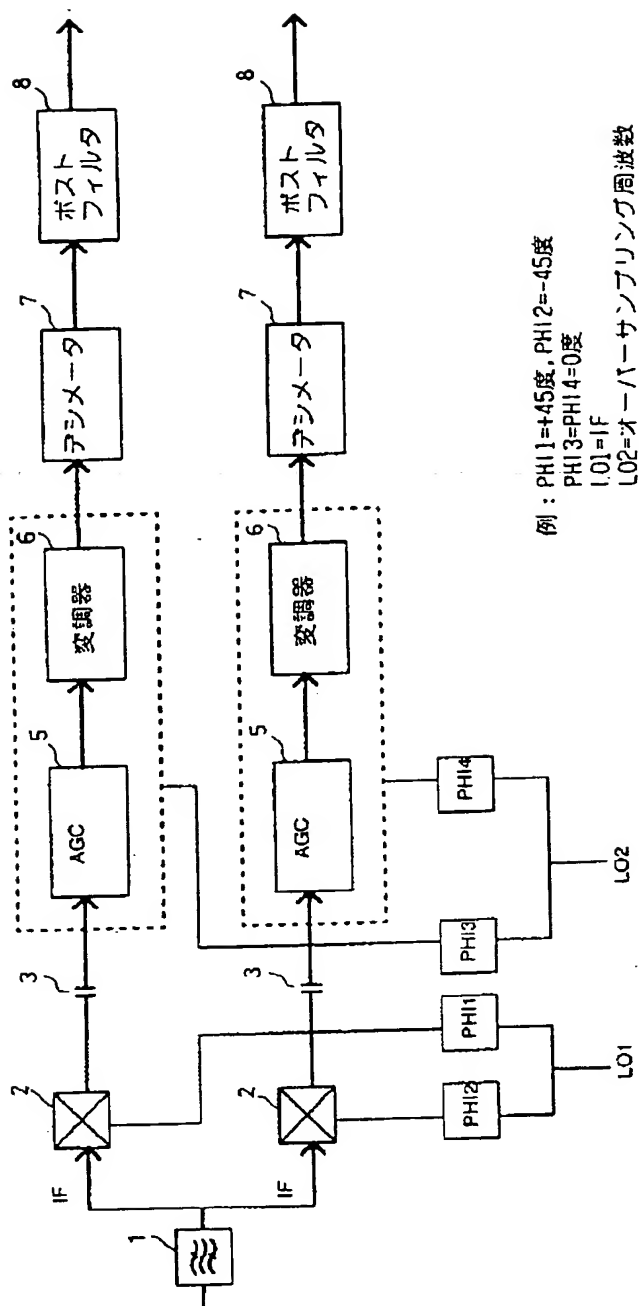 1
IF
IF
2
2
3
3
5
AGC
5
AGC
6
変調器
6
変調器
7
デシメータ
7
デシメータ
8
ポスト
フィルタ
8
ポスト
フィルタ
PHI2
PHI1
PHI3
PHI4
LO1
LO2
例：PHI1=+45度, PHI2=-45度
PHI3=PHI4=0度
LO1=IF
LO2=オーバーサンプリング周波数